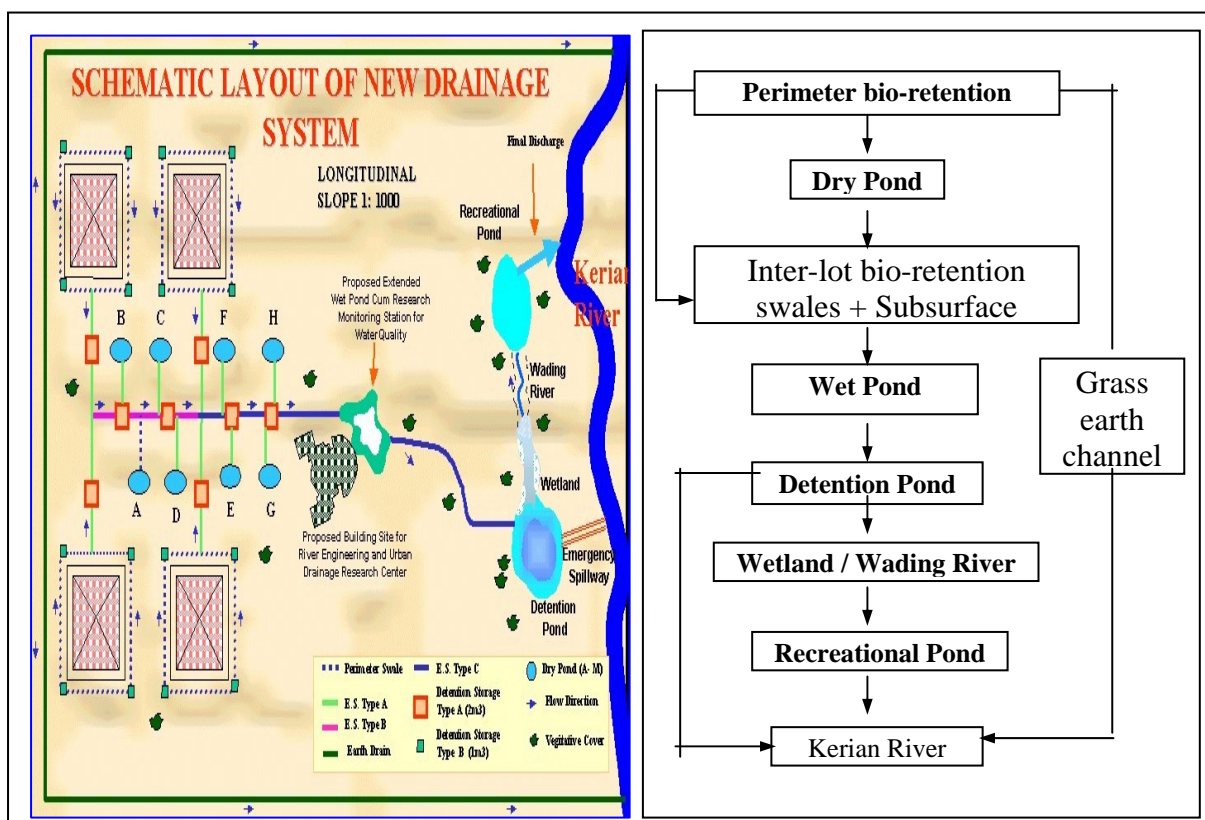 SCHEMATIC LAYOUT OF NEW DRAINAGE
SYSTEM
LONGITUDINAL
SLOPE 1: 1000
Final Discharge
Recreational
Pond
Kerian
River
Proposed Extended
Wet Pond Cum Research
Monitoring Station for
Water Quality
B
C
F
H
Wading
River
A
D
E
G
Wetland
Proposed Building Site for
River Engineering and Urban
Drainage Research Center
Emergency
Spillway
Detention
Pond
Perimeter Swale
E.S. Type A
E.S. Type B
Earth Drain
E.S. Type C
Detention Storage
Type A (2m3)
Detention Storage
Type B (1m3)
Dry Pond (A- M)
Flow Direction
Vegitative Cover
Perimeter bio-retention
Dry Pond
Inter-lot bio-retention
swales + Subsurface
Wet Pond
Grass
earth
channel
Detention Pond
Wetland / Wading River
Recreational Pond
Kerian River